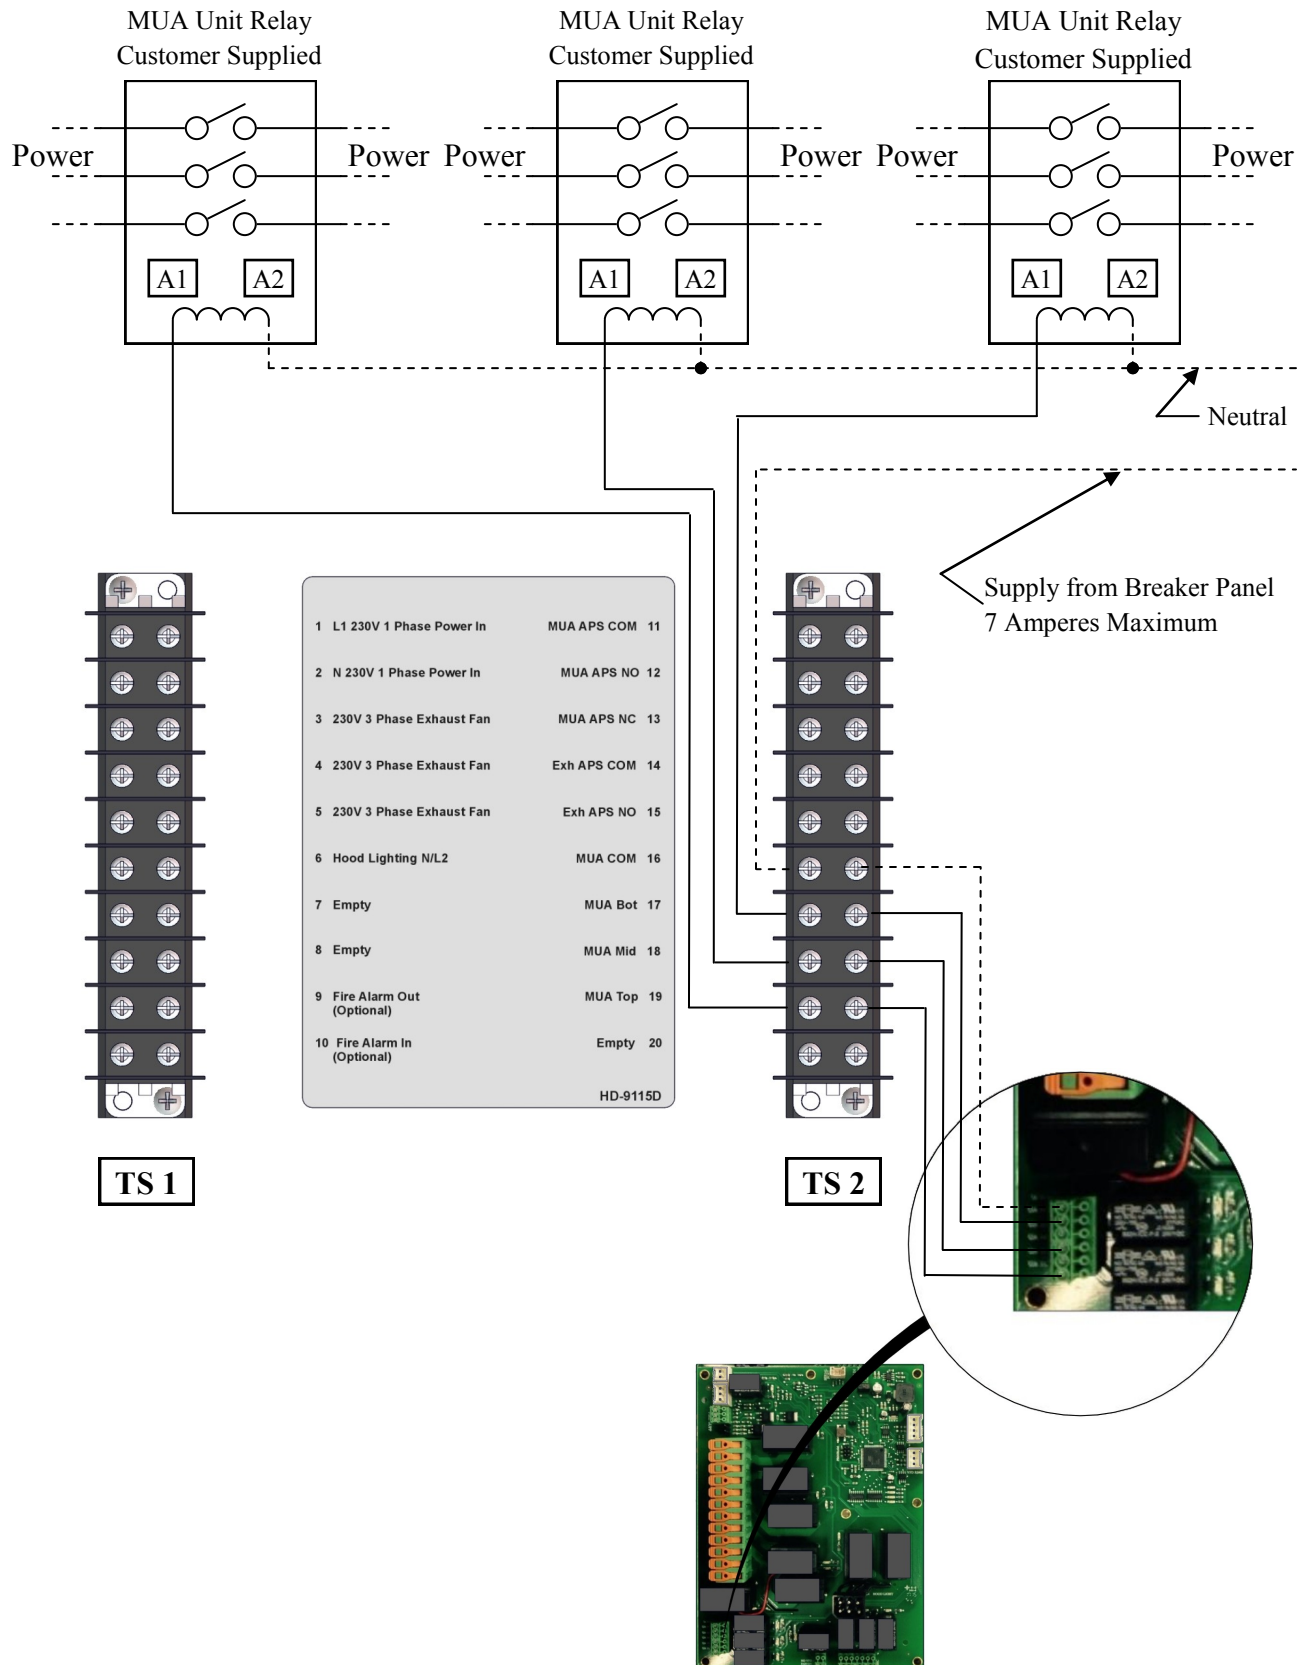 MUA Unit Relay
Customer Supplied
MUA Unit Relay
Customer Supplied
MUA Unit Relay
Customer Supplied
Power
Power
Power
Power
Power
Power
A1
A2
A1
A2
A1
A2
Neutral
Supply from Breaker Panel
7 Amperes Maximum
1 L1 230V 1 Phase Power In
MUA APS COM 11
2 N 230V 1 Phase Power In
MUA APS NO 12
3 230V 3 Phase Exhaust Fan
MUA APS NC 13
4 230V 3 Phase Exhaust Fan
Exh APS COM 14
5 230V 3 Phase Exhaust Fan
Exh APS NO 15
6 Hood Lighting N/L2
MUA COM 16
7 Empty
MUA Bot 17
8 Empty
MUA Mid 18
9 Fire Alarm Out
(Optional)
MUA Top 19
10 Fire Alarm In
(Optional)
Empty 20
HD-9115D
TS 1
TS 2